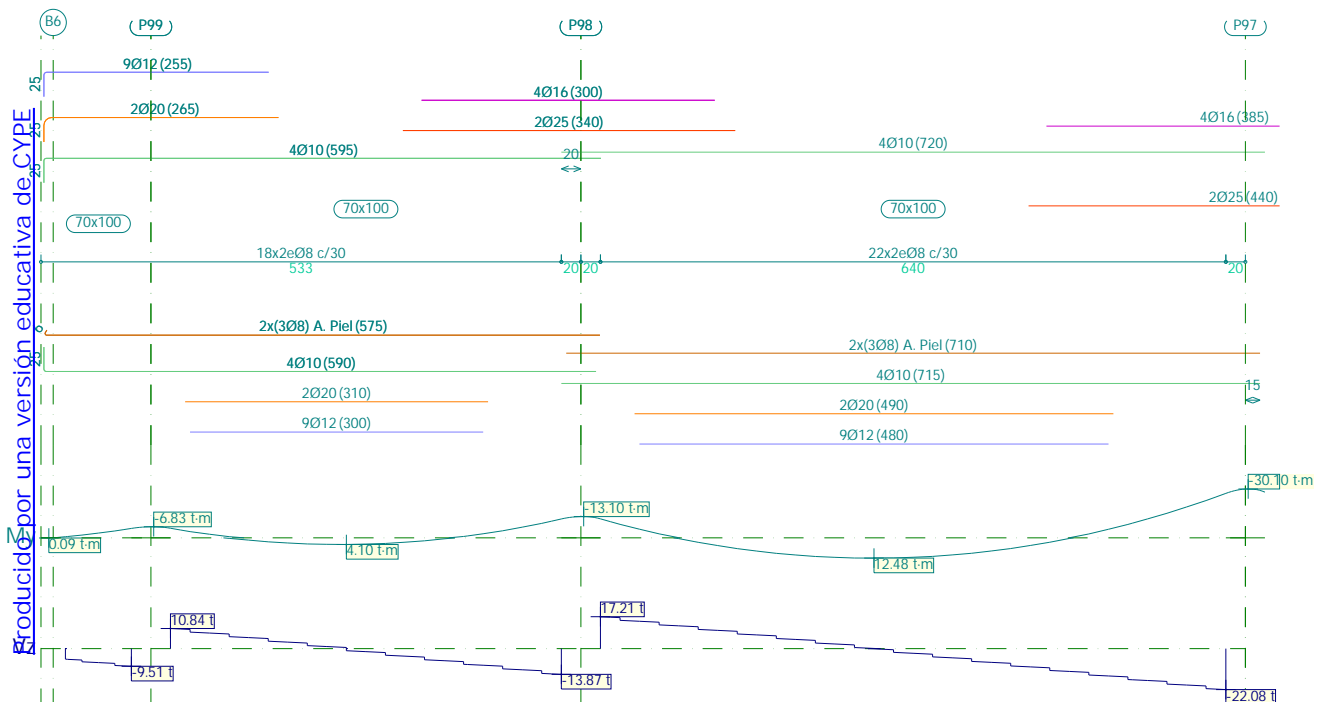 B6
P99
P98
P97
9Ø12 (255)
25
4Ø16 (300)
2Ø20 (265)
25
2Ø25 (340)
4Ø16 (385)
4Ø10 (595)
25
20
4Ø10 (720)
2Ø25 (440)
70x100
70x100
70x100
18x2eØ8 c/30
22x2eØ8 c/30
533
20
20
640
20
2x(3Ø8) A. Piel (575)
6
2x(3Ø8) A. Piel (710)
4Ø10 (590)
25
4Ø10 (715)
15
2Ø20 (310)
2Ø20 (490)
9Ø12 (300)
9Ø12 (480)
-30.10 t·m
-13.10 t·m
-6.83 t·m
My
0.09 t·m
4.10 t·m
12.48 t·m
17.21 t
10.84 t
-9.51 t
-13.87 t
-22.08 t
Producido por una versión educativa de CYPE